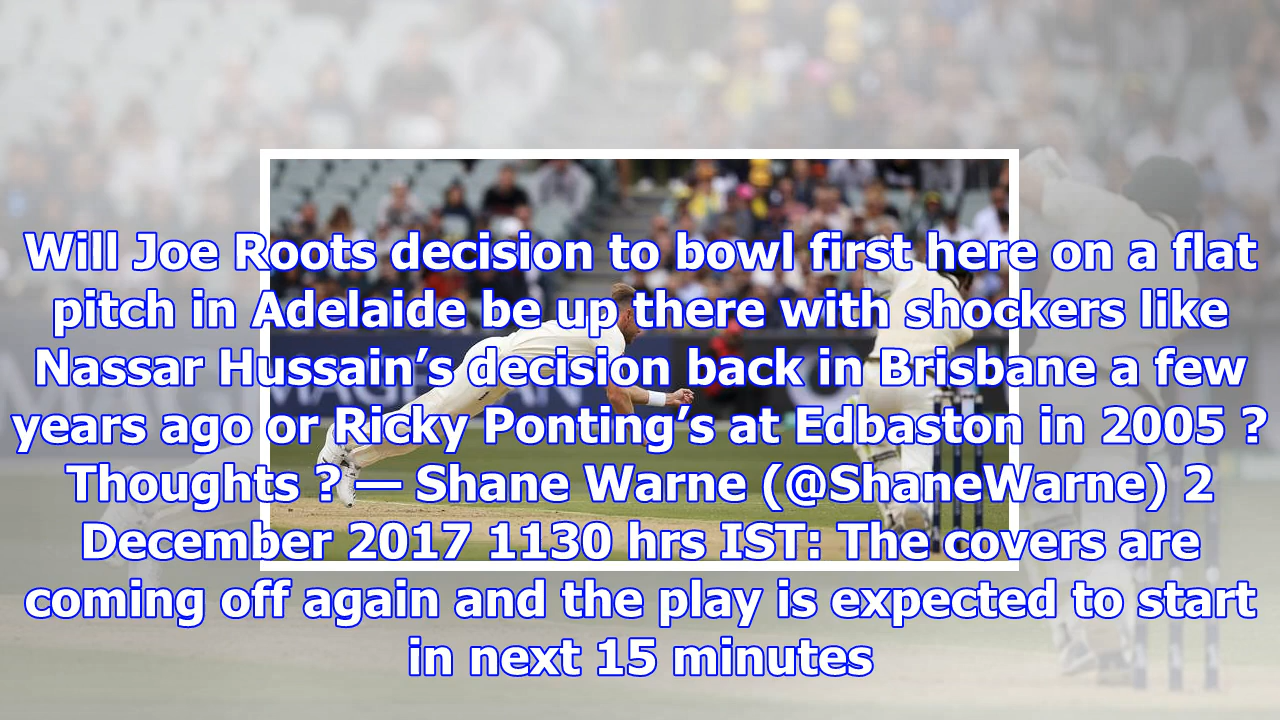 Will Joe Roots decision to bowl first here on a flat
pitch in Adelaide be up there with shockers like
Nassar Hussain’s decision back in Brisbane a few
years ago or Ricky Ponting’s at Edbaston in 2005 ?
Thoughts ? — Shane Warne (@ShaneWarne) 2
December 2017 1130 hrs IST: The covers are
coming off again and the play is expected to start
in next 15 minutes